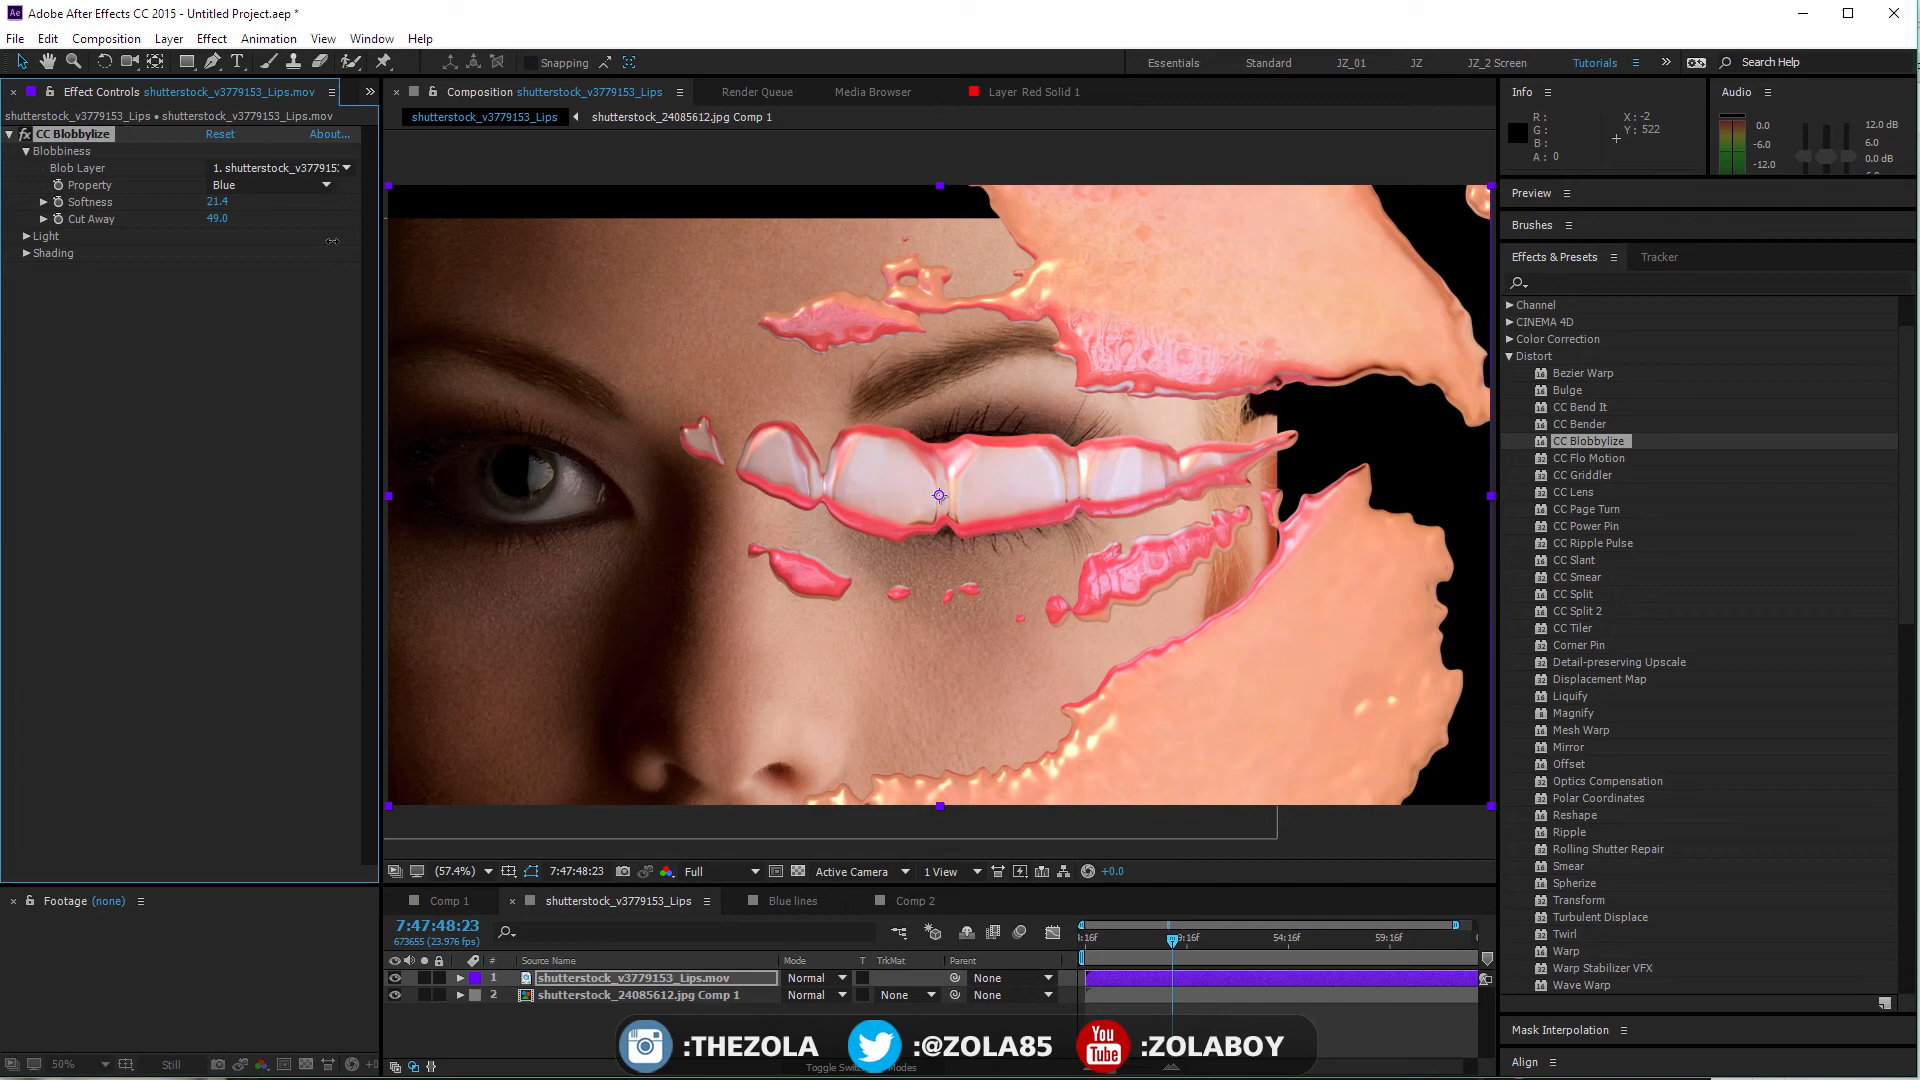 Ae Adobe After Effects CC 2015 - Untitled Project.aep *
File Edit Composition Layer Effect Animation View Window Help
Snapping
Essentials Standard JZ_01 JZ JZ_2 Screen Tutorials Search Help
Effect Controls shutterstock_v3779153_Lips.mov
shutterstock_v3779153_Lips • shutterstock_v3779153_Lips.mov
fx CC Blobbylize Reset About...
Blobbiness
Blob Layer 1. shutterstock_v377915
Property Blue
Softness 21.4
Cut Away 49.0
Light
Shading
Composition shutterstock_v3779153_Lips Render Queue Media Browser Layer Red Solid 1
shutterstock_v3779153_Lips shutterstock_24085612.jpg Comp 1
(57.4%) 7:47:48:23 Full Active Camera 1 View +0.0
Info
R : X : -2
G : Y : 522
B :
A : 0
Audio
0.0 12.0 dB
-6.0 6.0
-12.0 0.0 dB
Preview
Brushes
Effects & Presets Tracker
Channel
CINEMA 4D
Color Correction
Distort
Bezier Warp
Bulge
CC Bend It
CC Bender
CC Blobbylize
CC Flo Motion
CC Griddler
CC Lens
CC Page Turn
CC Power Pin
CC Ripple Pulse
CC Slant
CC Smear
CC Split
CC Split 2
CC Tiler
Corner Pin
Detail-preserving Upscale
Displacement Map
Liquify
Magnify
Mesh Warp
Mirror
Offset
Optics Compensation
Polar Coordinates
Reshape
Ripple
Rolling Shutter Repair
Smear
Spherize
Transform
Turbulent Displace
Twirl
Warp
Warp Stabilizer VFX
Wave Warp
Mask Interpolation
Align
Footage (none)
50% Still +0
Comp 1 shutterstock_v3779153_Lips Blue lines Comp 2
7:47:48:23
673655 (23.976 fps)
54:16f 59:16f
# Source Name Mode T TrkMat Parent
1 shutterstock_v3779153_Lips.mov Normal None
2 shutterstock_24085612.jpg Comp 1 Normal None None
:THEZOLA :@ZOLA85 You Tube :ZOLABOY